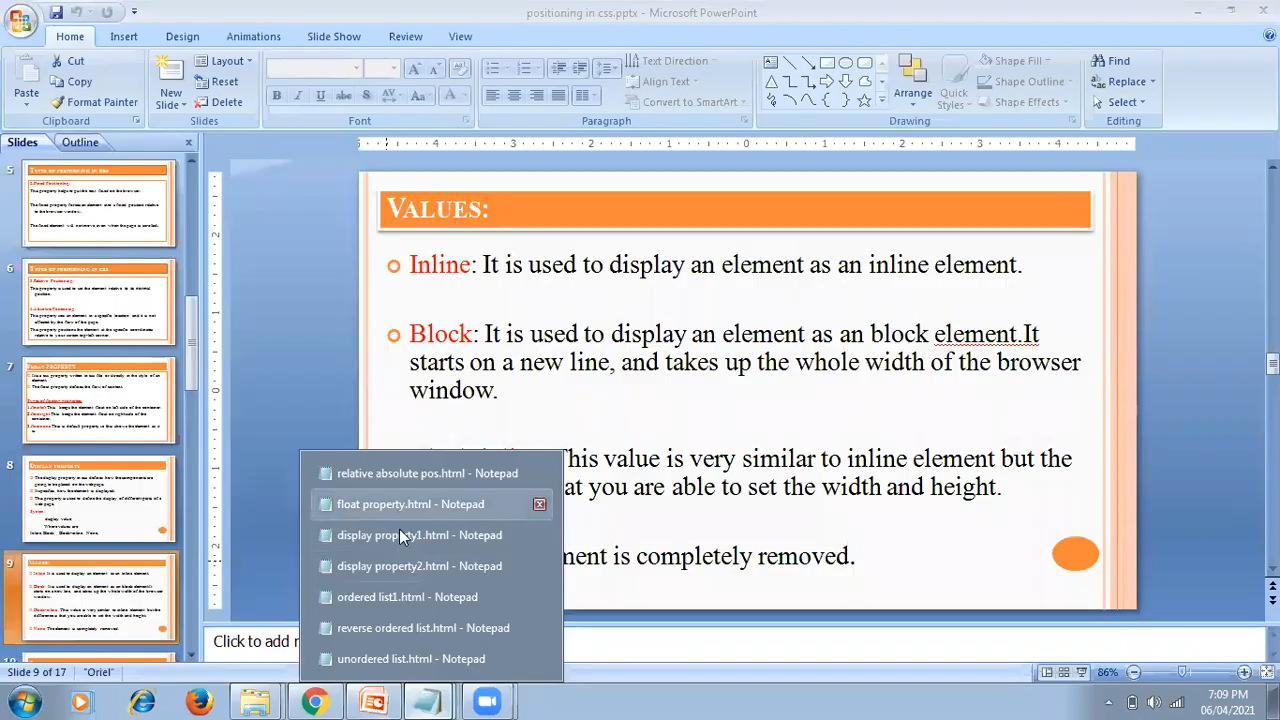 positioning in css.pptx - Microsoft PowerPoint
Home Insert Design Animations Slide Show Review View
Paste
Cut
Copy
Format Painter
Clipboard
New Slide
Layout
Reset
Delete
Slides
Font
Text Direction
Align Text
Convert to SmartArt
Paragraph
Arrange
Quick Styles
Shape Fill
Shape Outline
Shape Effects
Drawing
Find
Replace
Select
Editing
Slides Outline
5
6
7
8
9
VALUES:
Inline: It is used to display an element as an inline element.
Block: It is used to display an element as an block element.It
starts on a new line, and takes up the whole width of the browser
window.
This value is very similar to inline element but the
at you are able to set the width and height.
ment is completely removed.
relative absolute pos.html - Notepad
float property.html - Notepad
display property1.html - Notepad
display property2.html - Notepad
ordered list1.html - Notepad
reverse ordered list.html - Notepad
unordered list.html - Notepad
Click to add n
Slide 9 of 17 "Oriel"
86%
7:09 PM
06/04/2021